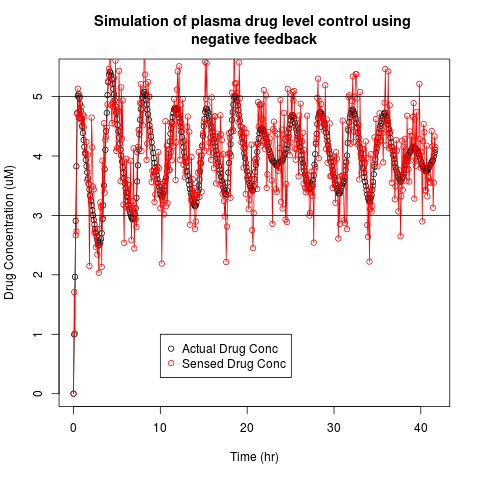 Simulation of plasma drug level control using
negative feedback
Drug Concentration (uM)
5
4
3
2
1
0
Actual Drug Conc
Sensed Drug Conc
0 10 20 30 40
Time (hr)